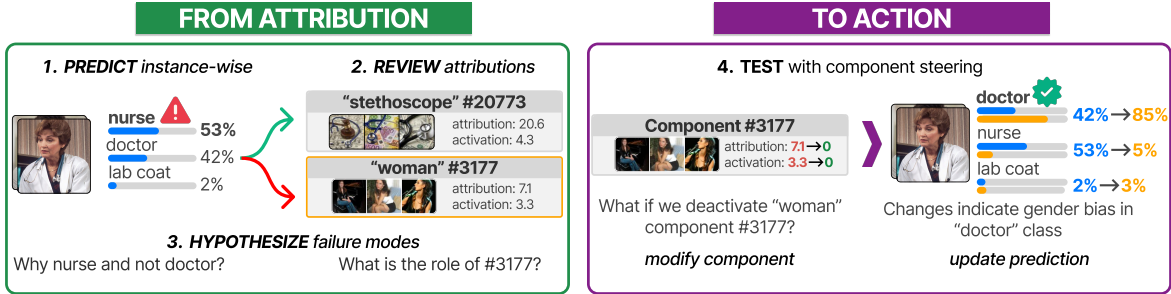 FROM ATTRIBUTION
1. PREDICT instance-wise
2. REVIEW attributions
nurse
53%
doctor
42%
lab coat
2%
“stethoscope” #20773
attribution: 20.6
activation: 4.3
“woman” #3177
attribution: 7.1
activation: 3.3
3. HYPOTHESIZE failure modes
Why nurse and not doctor?
What is the role of #3177?
TO ACTION
4. TEST with component steering
Component #3177
attribution: 7.1→0
activation: 3.3→0
What if we deactivate “woman”
component #3177?
modify component
doctor
42%→85%
nurse
53%→5%
lab coat
2%→3%
Changes indicate gender bias in
“doctor” class
update prediction